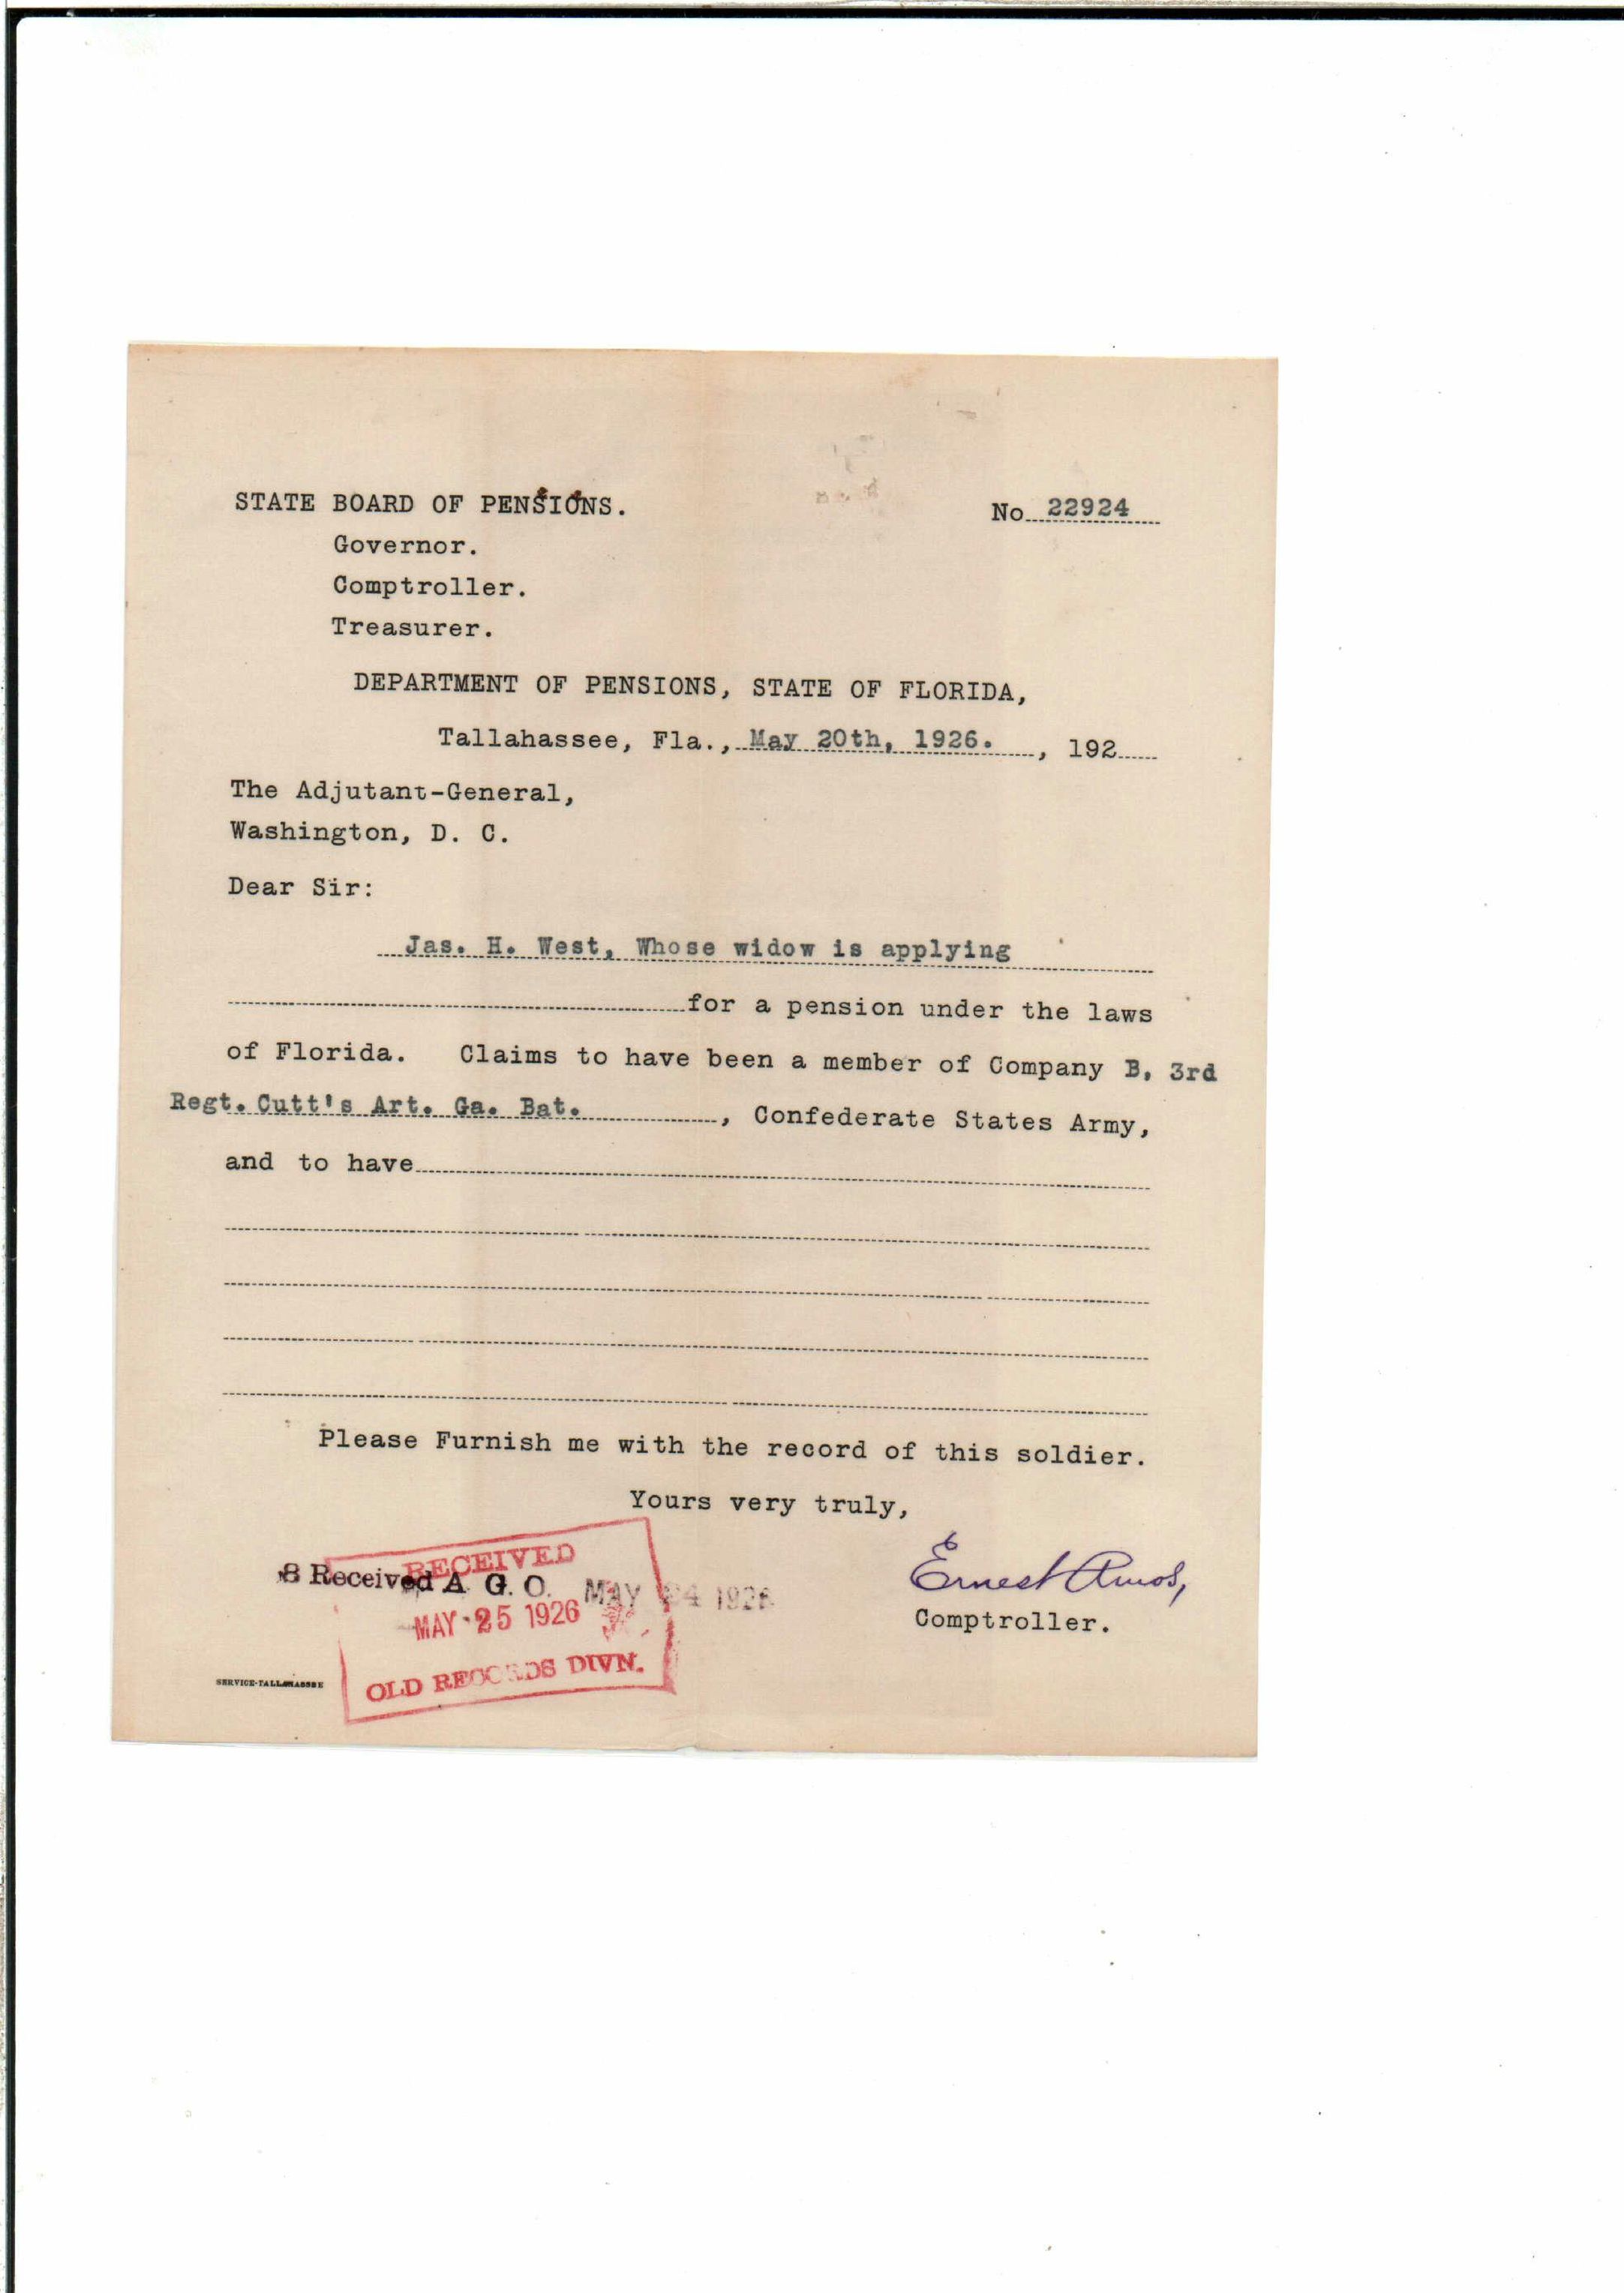 STATE BOARD OF PENSIONS.
No 22924
Governor.
Comptroller.
Treasurer.
DEPARTMENT OF PENSIONS, STATE OF FLORIDA,
Tallahassee, Fla., May 20th, 1926. , 192
The Adjutant-General,
Washington, D. C.
Dear Sir:
Jas. H. West, Whose widow is applying
for a pension under the laws
of Florida. Claims to have been a member of Company B, 3rd
Regt. Cutt's Art. Ga. Bat. , Confederate States Army,
and to have
Please Furnish me with the record of this soldier.
Yours very truly,
Ernest Amos,
Comptroller.
RECEIVED
8 Received A. G. O. MAY 24 1926
MAY 25 1926
OLD RECORDS DIVN.
SERVICE-TALLAHASSEE